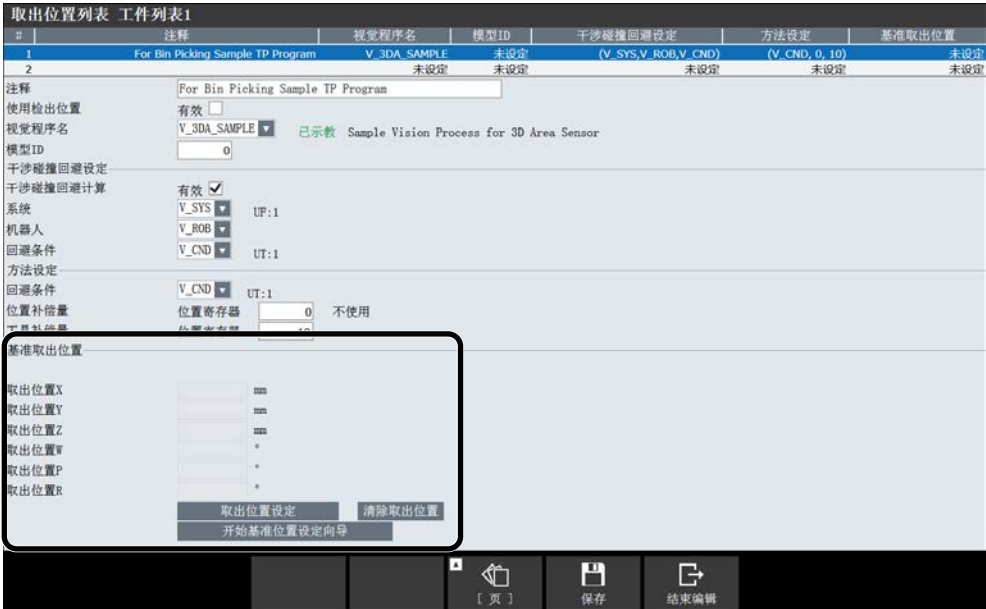 取出位置列表 工件列表1
# 注释 视觉程序名 模型ID 干涉碰撞回避设定 方法设定 基准取出位置
1 For Bin Picking Sample TP Program V_3DA_SAMPLE 未设定 (V_SYS,V_ROB,V_CND) (V_CND, 0, 10) 未设定
2 未设定 未设定 未设定 未设定 未设定
注释 For Bin Picking Sample TP Program
使用检出位置 有效
视觉程序名 V_3DA_SAMPLE 已示教 Sample Vision Process for 3D Area Sensor
模型ID 0
干涉碰撞回避设定
干涉碰撞回避计算 有效
系统 V_SYS UF:1
机器人 V_ROB
回避条件 V_CND UT:1
方法设定
回避条件 V_CND UT:1
位置补偿量 位置寄存器 0 不使用
工具补偿量 位置寄存器 10
基准取出位置
取出位置X mm
取出位置Y mm
取出位置Z mm
取出位置W °
取出位置P °
取出位置R °
取出位置设定 清除取出位置
开始基准位置设定向导
[ 页 ] 保存 结束编辑